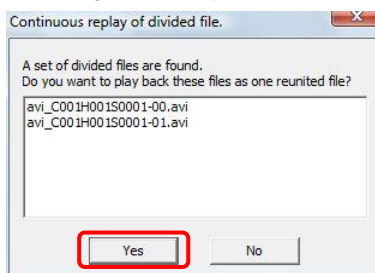 Continuous replay of divided file.
A set of divided files are found.
Do you want to play back these files as one reunited file?
avi_C001H001S0001-00.avi
avi_C001H001S0001-01.avi
Yes No